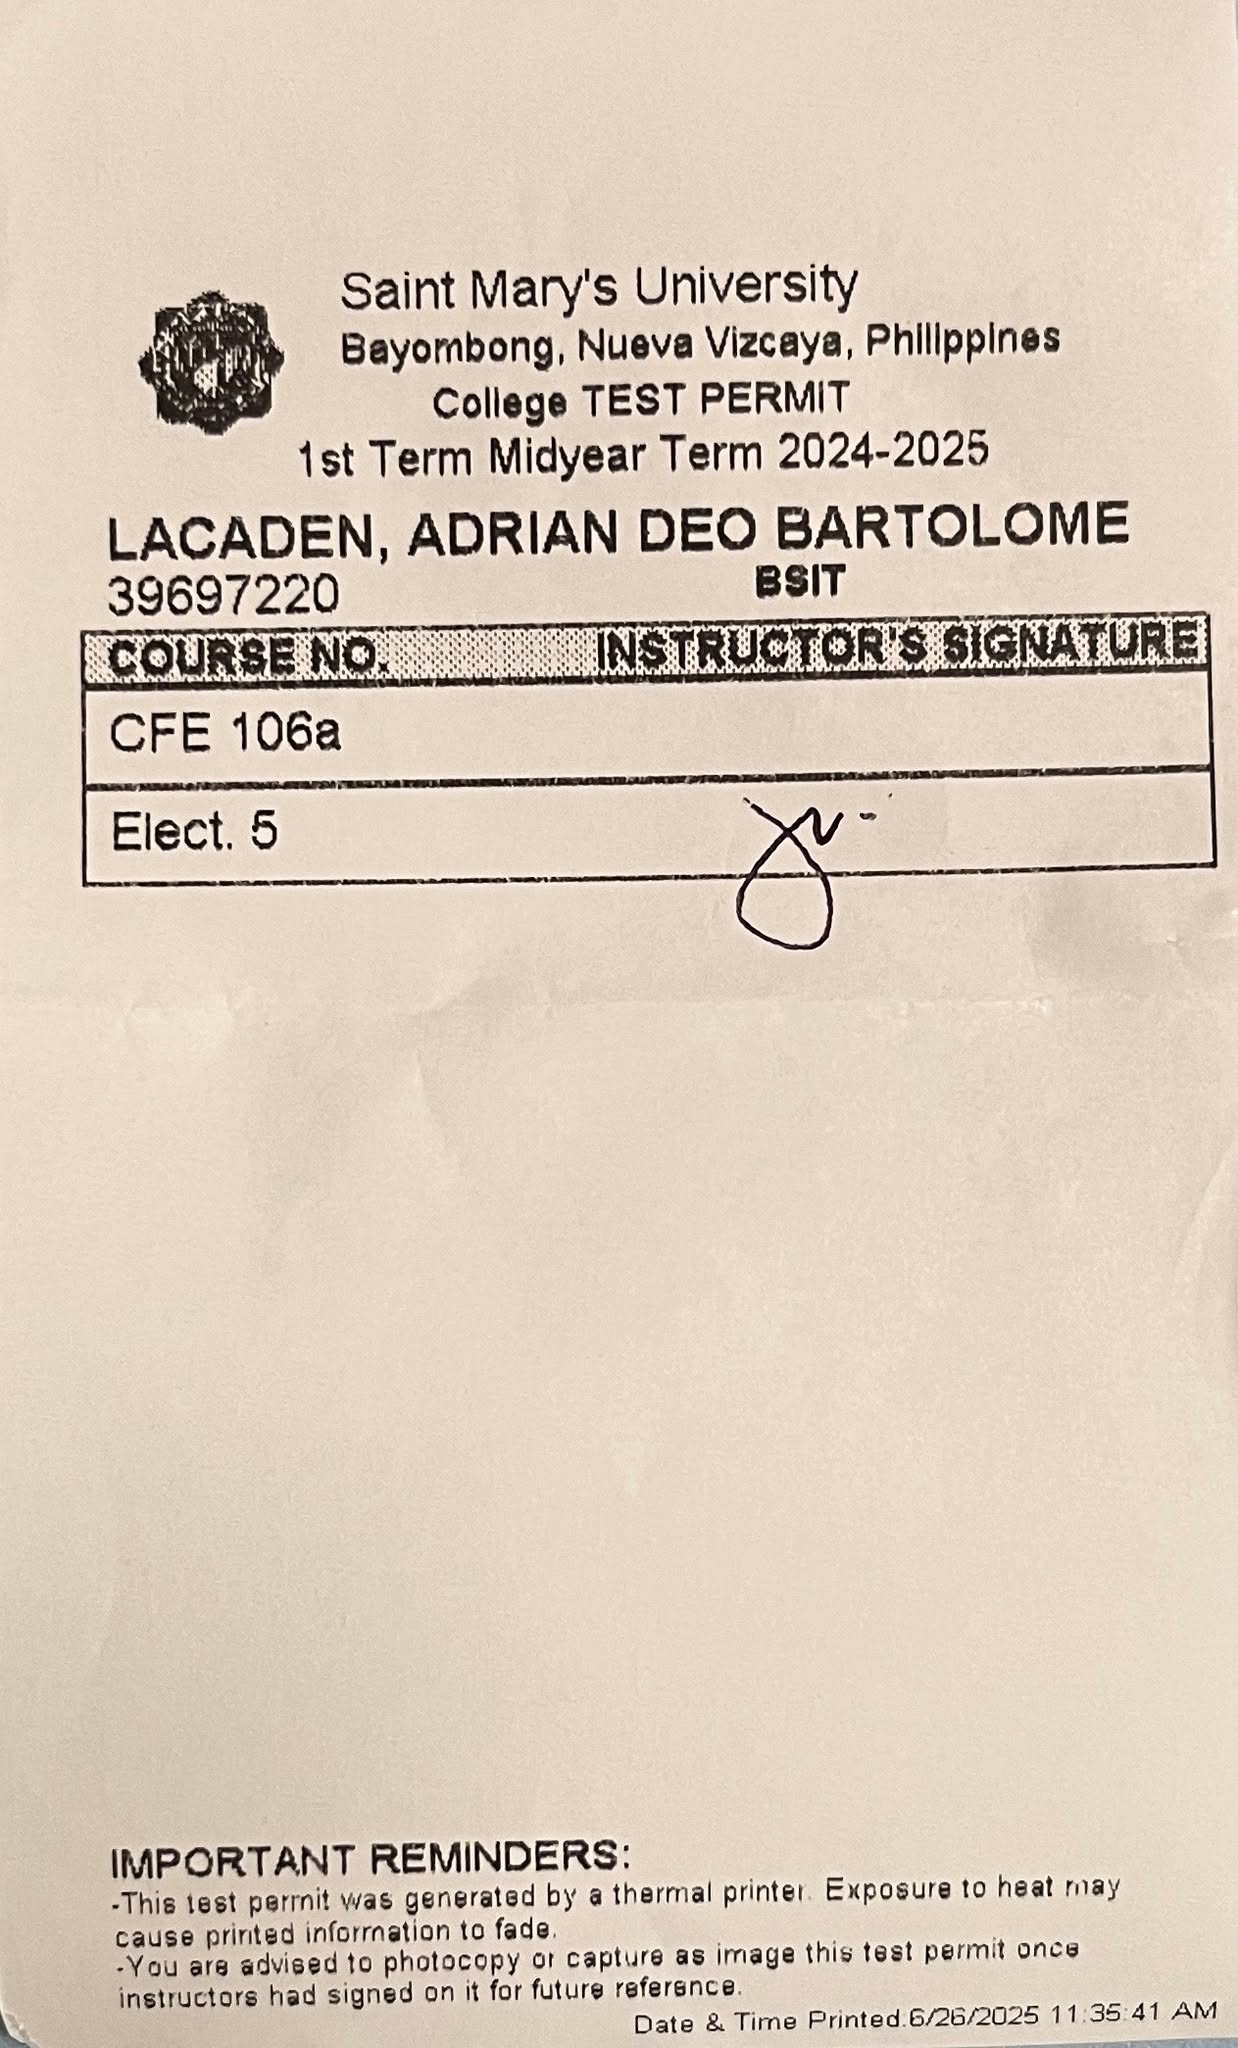 Saint Mary's University
Bayombong, Nueva Vizcaya, Philippines
College TEST PERMIT
1st Term Midyear Term 2024-2025
LACADEN, ADRIAN DEO BARTOLOME
39697220 BSIT
COURSE NO. INSTRUCTOR'S SIGNATURE
CFE 106a
Elect. 5
IMPORTANT REMINDERS:
-This test permit was generated by a thermal printer. Exposure to heat may
cause printed information to fade.
-You are advised to photocopy or capture as image this test permit once
instructors had signed on it for future reference.
Date & Time Printed:6/26/2025 11:35:41 AM